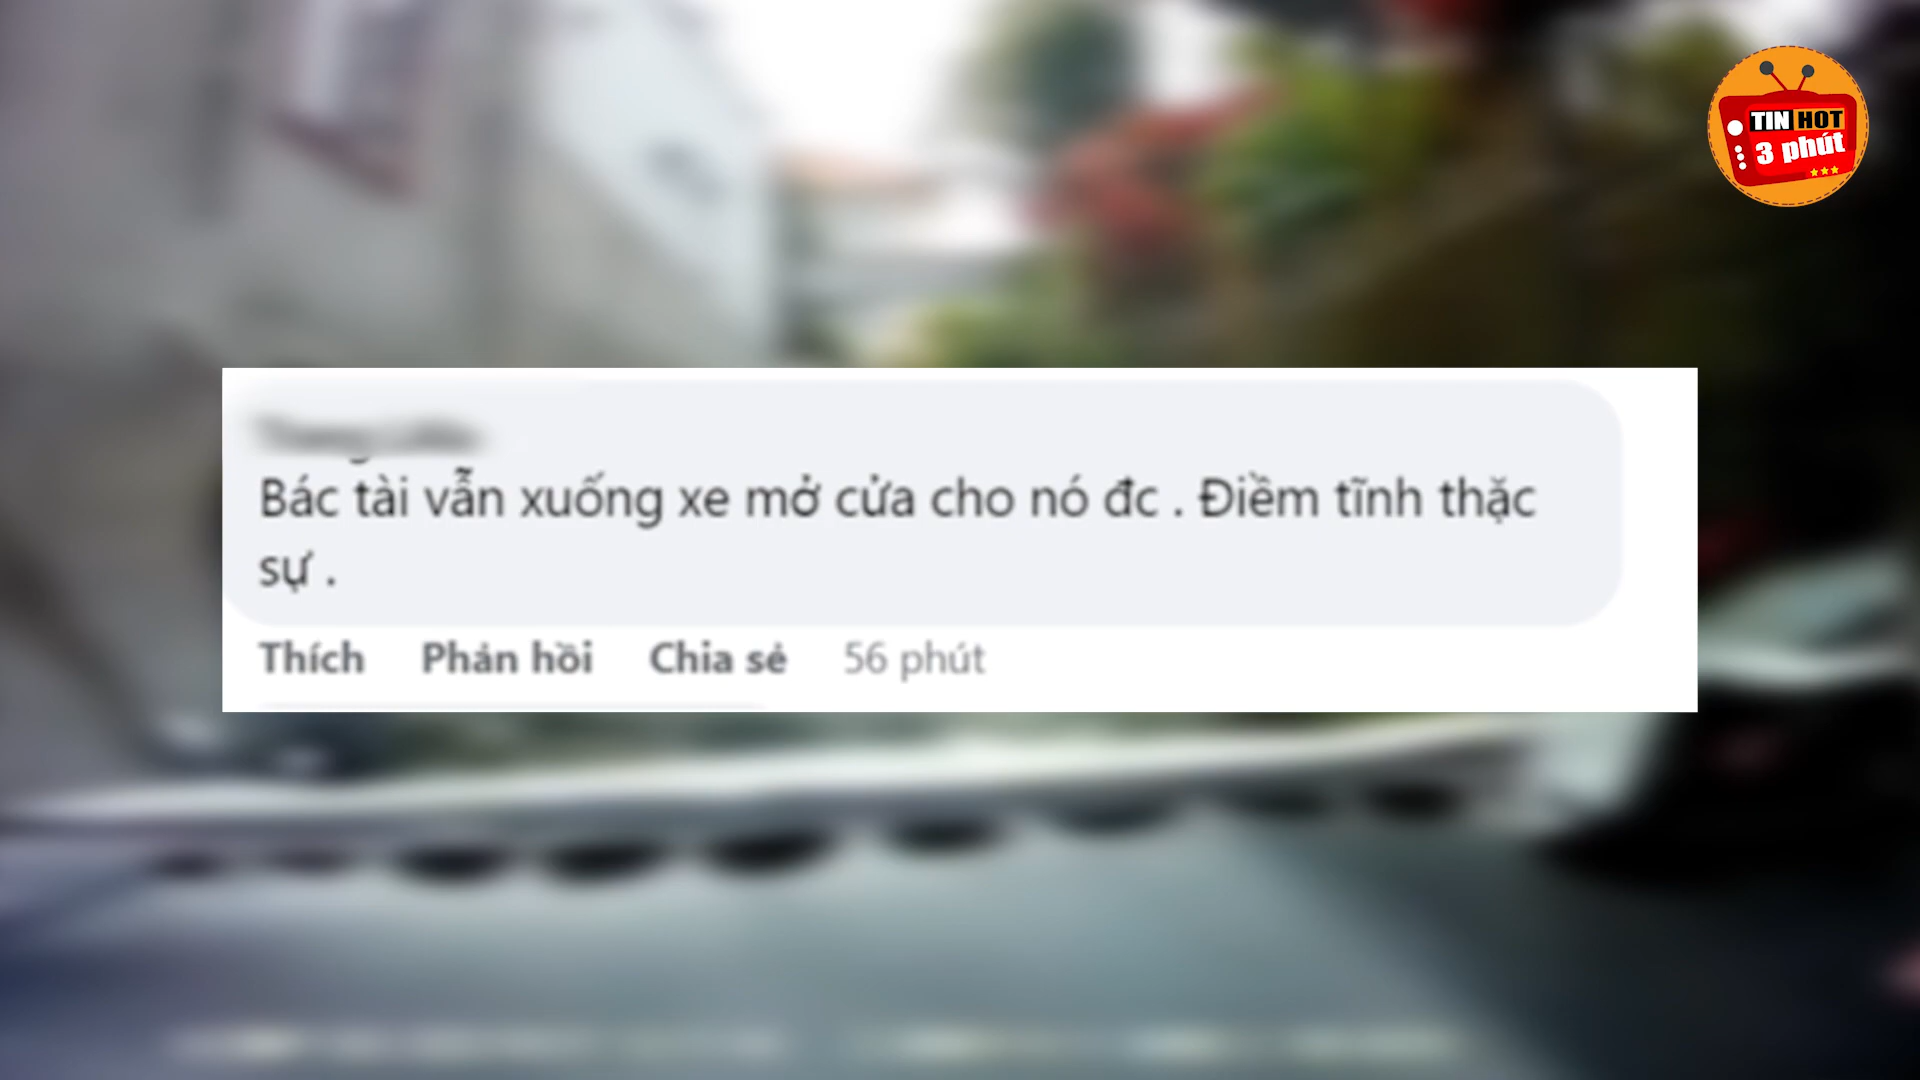 TIN HOT
3 phút
Bác tài vẫn xuống xe mở cửa cho nó đc . Điềm tĩnh thặc
sự .
Thích Phản hồi Chia sẻ 56 phút